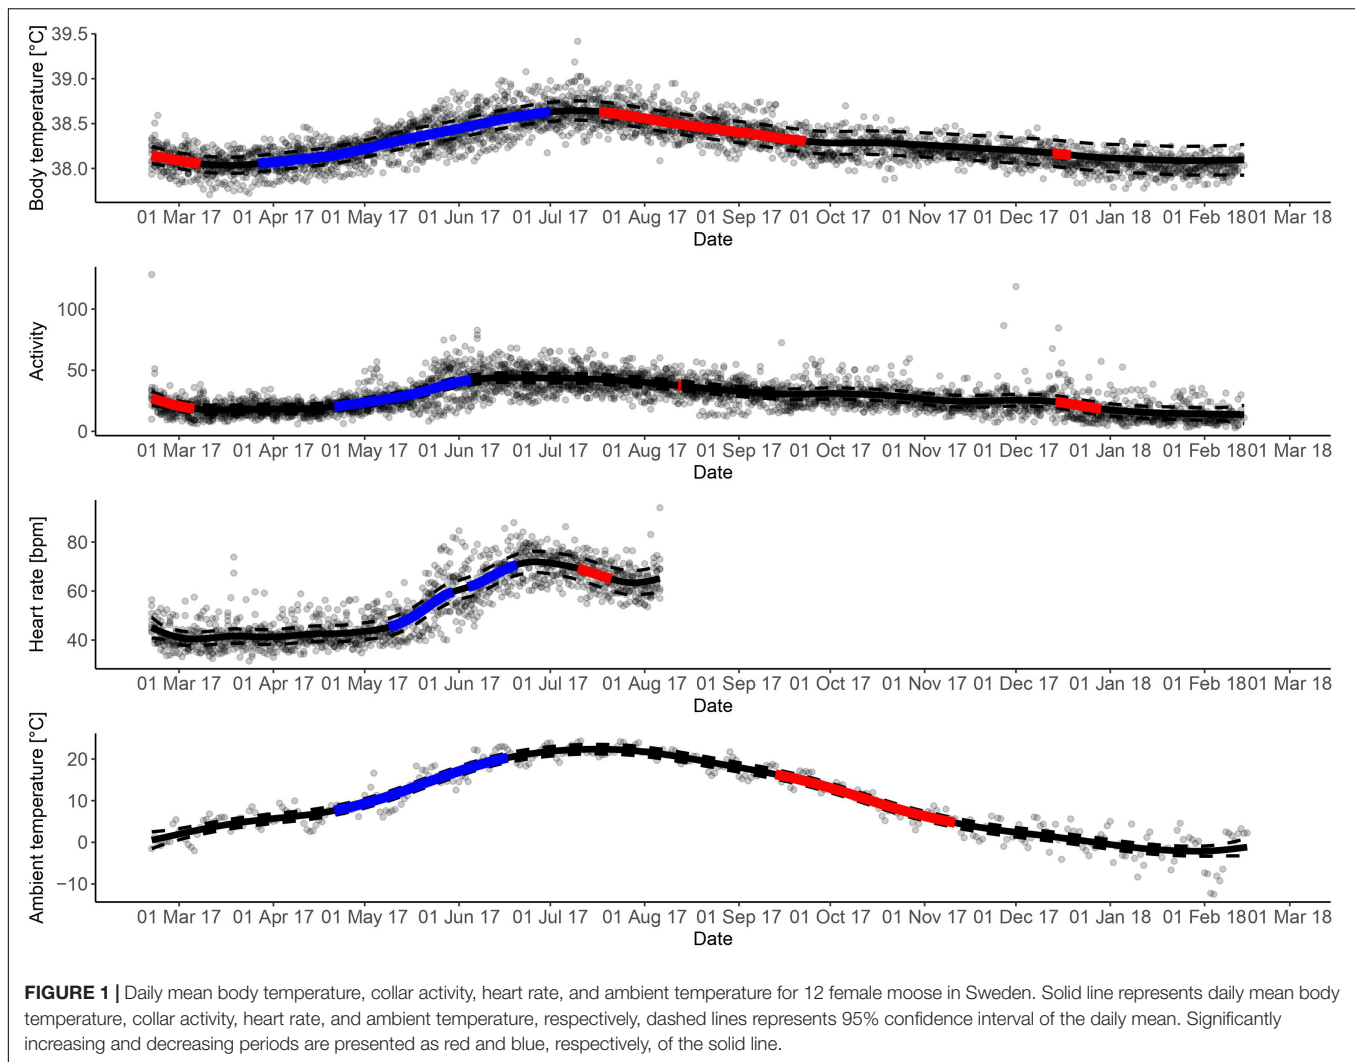 Body temperature [°C]
39.5
39.0
38.5
38.0
01 Mar 17 01 Apr 17 01 May 17 01 Jun 17 01 Jul 17 01 Aug 17 01 Sep 17 01 Oct 17 01 Nov 17 01 Dec 17 01 Jan 18 01 Feb 18 01 Mar 18
Date
Activity
100
50
0
01 Mar 17 01 Apr 17 01 May 17 01 Jun 17 01 Jul 17 01 Aug 17 01 Sep 17 01 Oct 17 01 Nov 17 01 Dec 17 01 Jan 18 01 Feb 18 01 Mar 18
Date
Heart rate [bpm]
80
60
40
01 Mar 17 01 Apr 17 01 May 17 01 Jun 17 01 Jul 17 01 Aug 17 01 Sep 17 01 Oct 17 01 Nov 17 01 Dec 17 01 Jan 18 01 Feb 18 01 Mar 18
Date
Ambient temperature [°C]
20
10
0
−10
01 Mar 17 01 Apr 17 01 May 17 01 Jun 17 01 Jul 17 01 Aug 17 01 Sep 17 01 Oct 17 01 Nov 17 01 Dec 17 01 Jan 18 01 Feb 18 01 Mar 18
Date
FIGURE 1 | Daily mean body temperature, collar activity, heart rate, and ambient temperature for 12 female moose in Sweden. Solid line represents daily mean body
temperature, collar activity, heart rate, and ambient temperature, respectively, dashed lines represents 95% confidence interval of the daily mean. Significantly
increasing and decreasing periods are presented as red and blue, respectively, of the solid line.